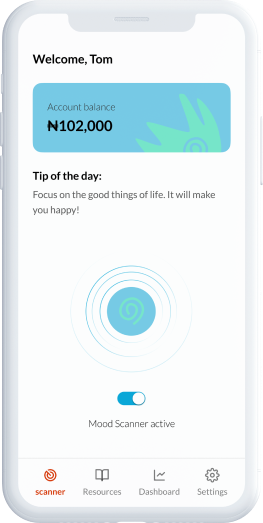 Welcome, Tom
Account balance
₦102,000
Tip of the day:
Focus on the good things of life. It will make
you happy!
Mood Scanner active
scanner
Resources
Dashboard
Settings